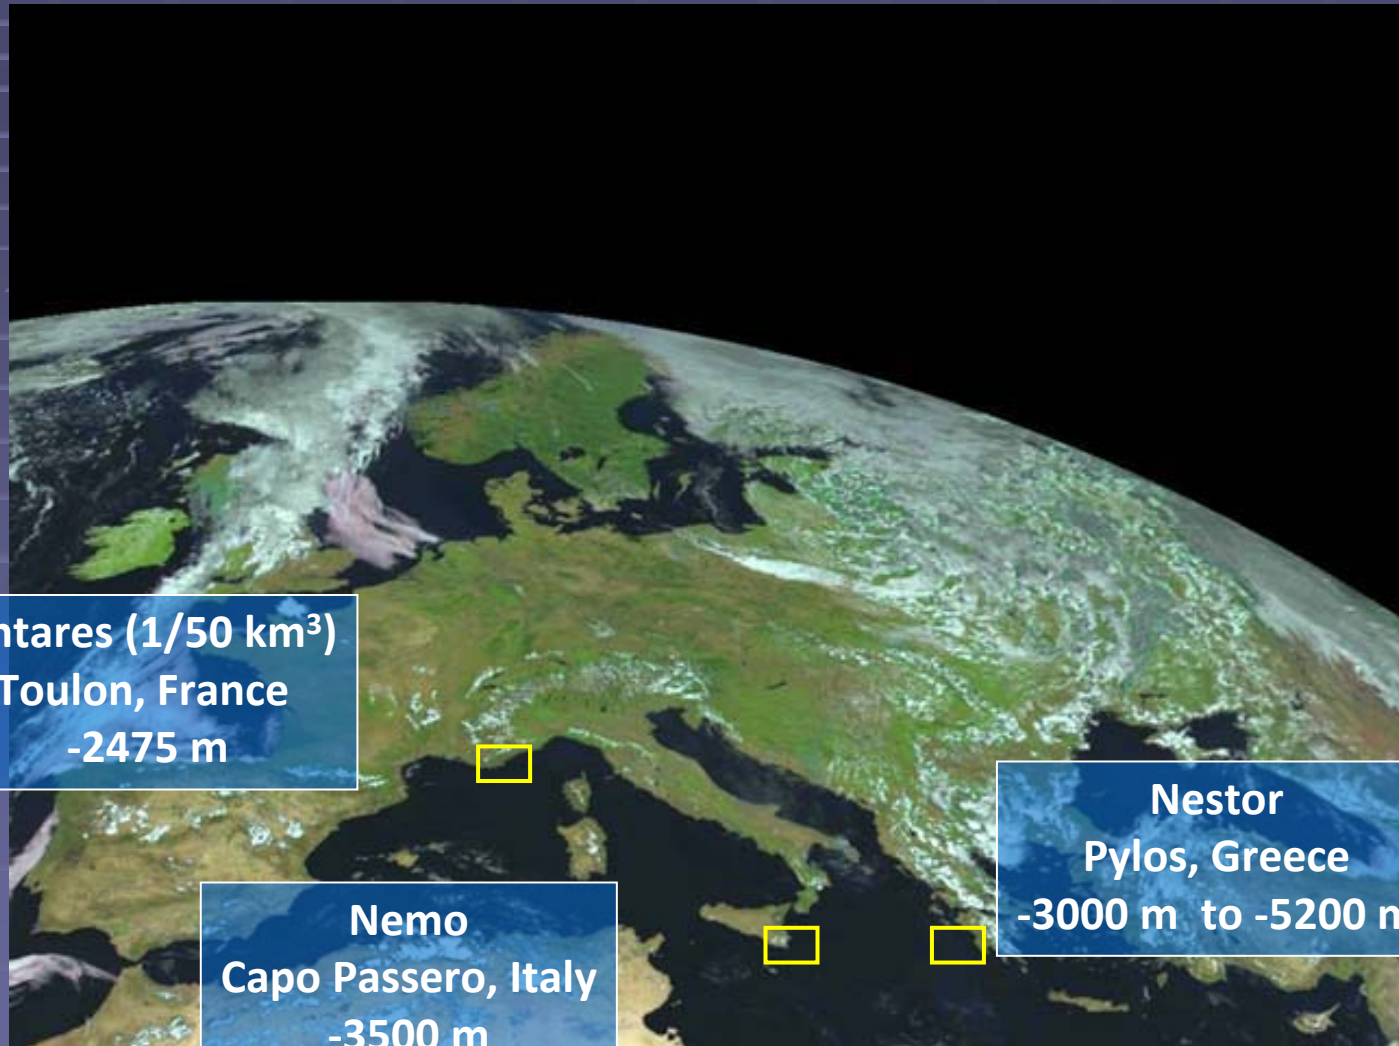 ntares (1/50 km³)
Toulon, France
-2475 m
Nestor
Pylos, Greece
-3000 m to -5200 m
Nemo
Capo Passero, Italy
-3500 m